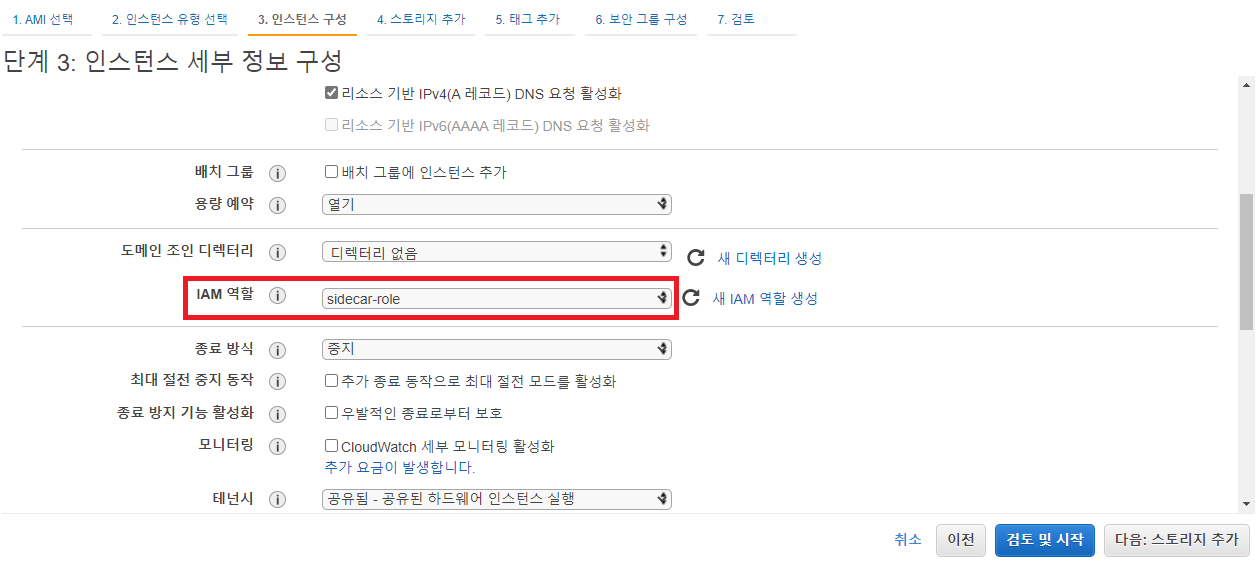 1. AMI 선택 2. 인스턴스 유형 선택 3. 인스턴스 구성 4. 스토리지 추가 5. 태그 추가 6. 보안 그룹 구성 7. 검토
단계 3: 인스턴스 세부 정보 구성
리소스 기반 IPv4(A 레코드) DNS 요청 활성화
리소스 기반 IPv6(AAAA 레코드) DNS 요청 활성화
배치 그룹 i 배치 그룹에 인스턴스 추가
용량 예약 i 열기
도메인 조인 디렉터리 i 디렉터리 없음 새 디렉터리 생성
IAM 역할 i sidecar-role 새 IAM 역할 생성
종료 방식 i 중지
최대 절전 중지 동작 i 추가 종료 동작으로 최대 절전 모드를 활성화
종료 방지 기능 활성화 i 우발적인 종료로부터 보호
모니터링 i CloudWatch 세부 모니터링 활성화
추가 요금이 발생합니다.
테넌시 i 공유됨 - 공유된 하드웨어 인스턴스 실행
취소 이전 검토 및 시작 다음: 스토리지 추가